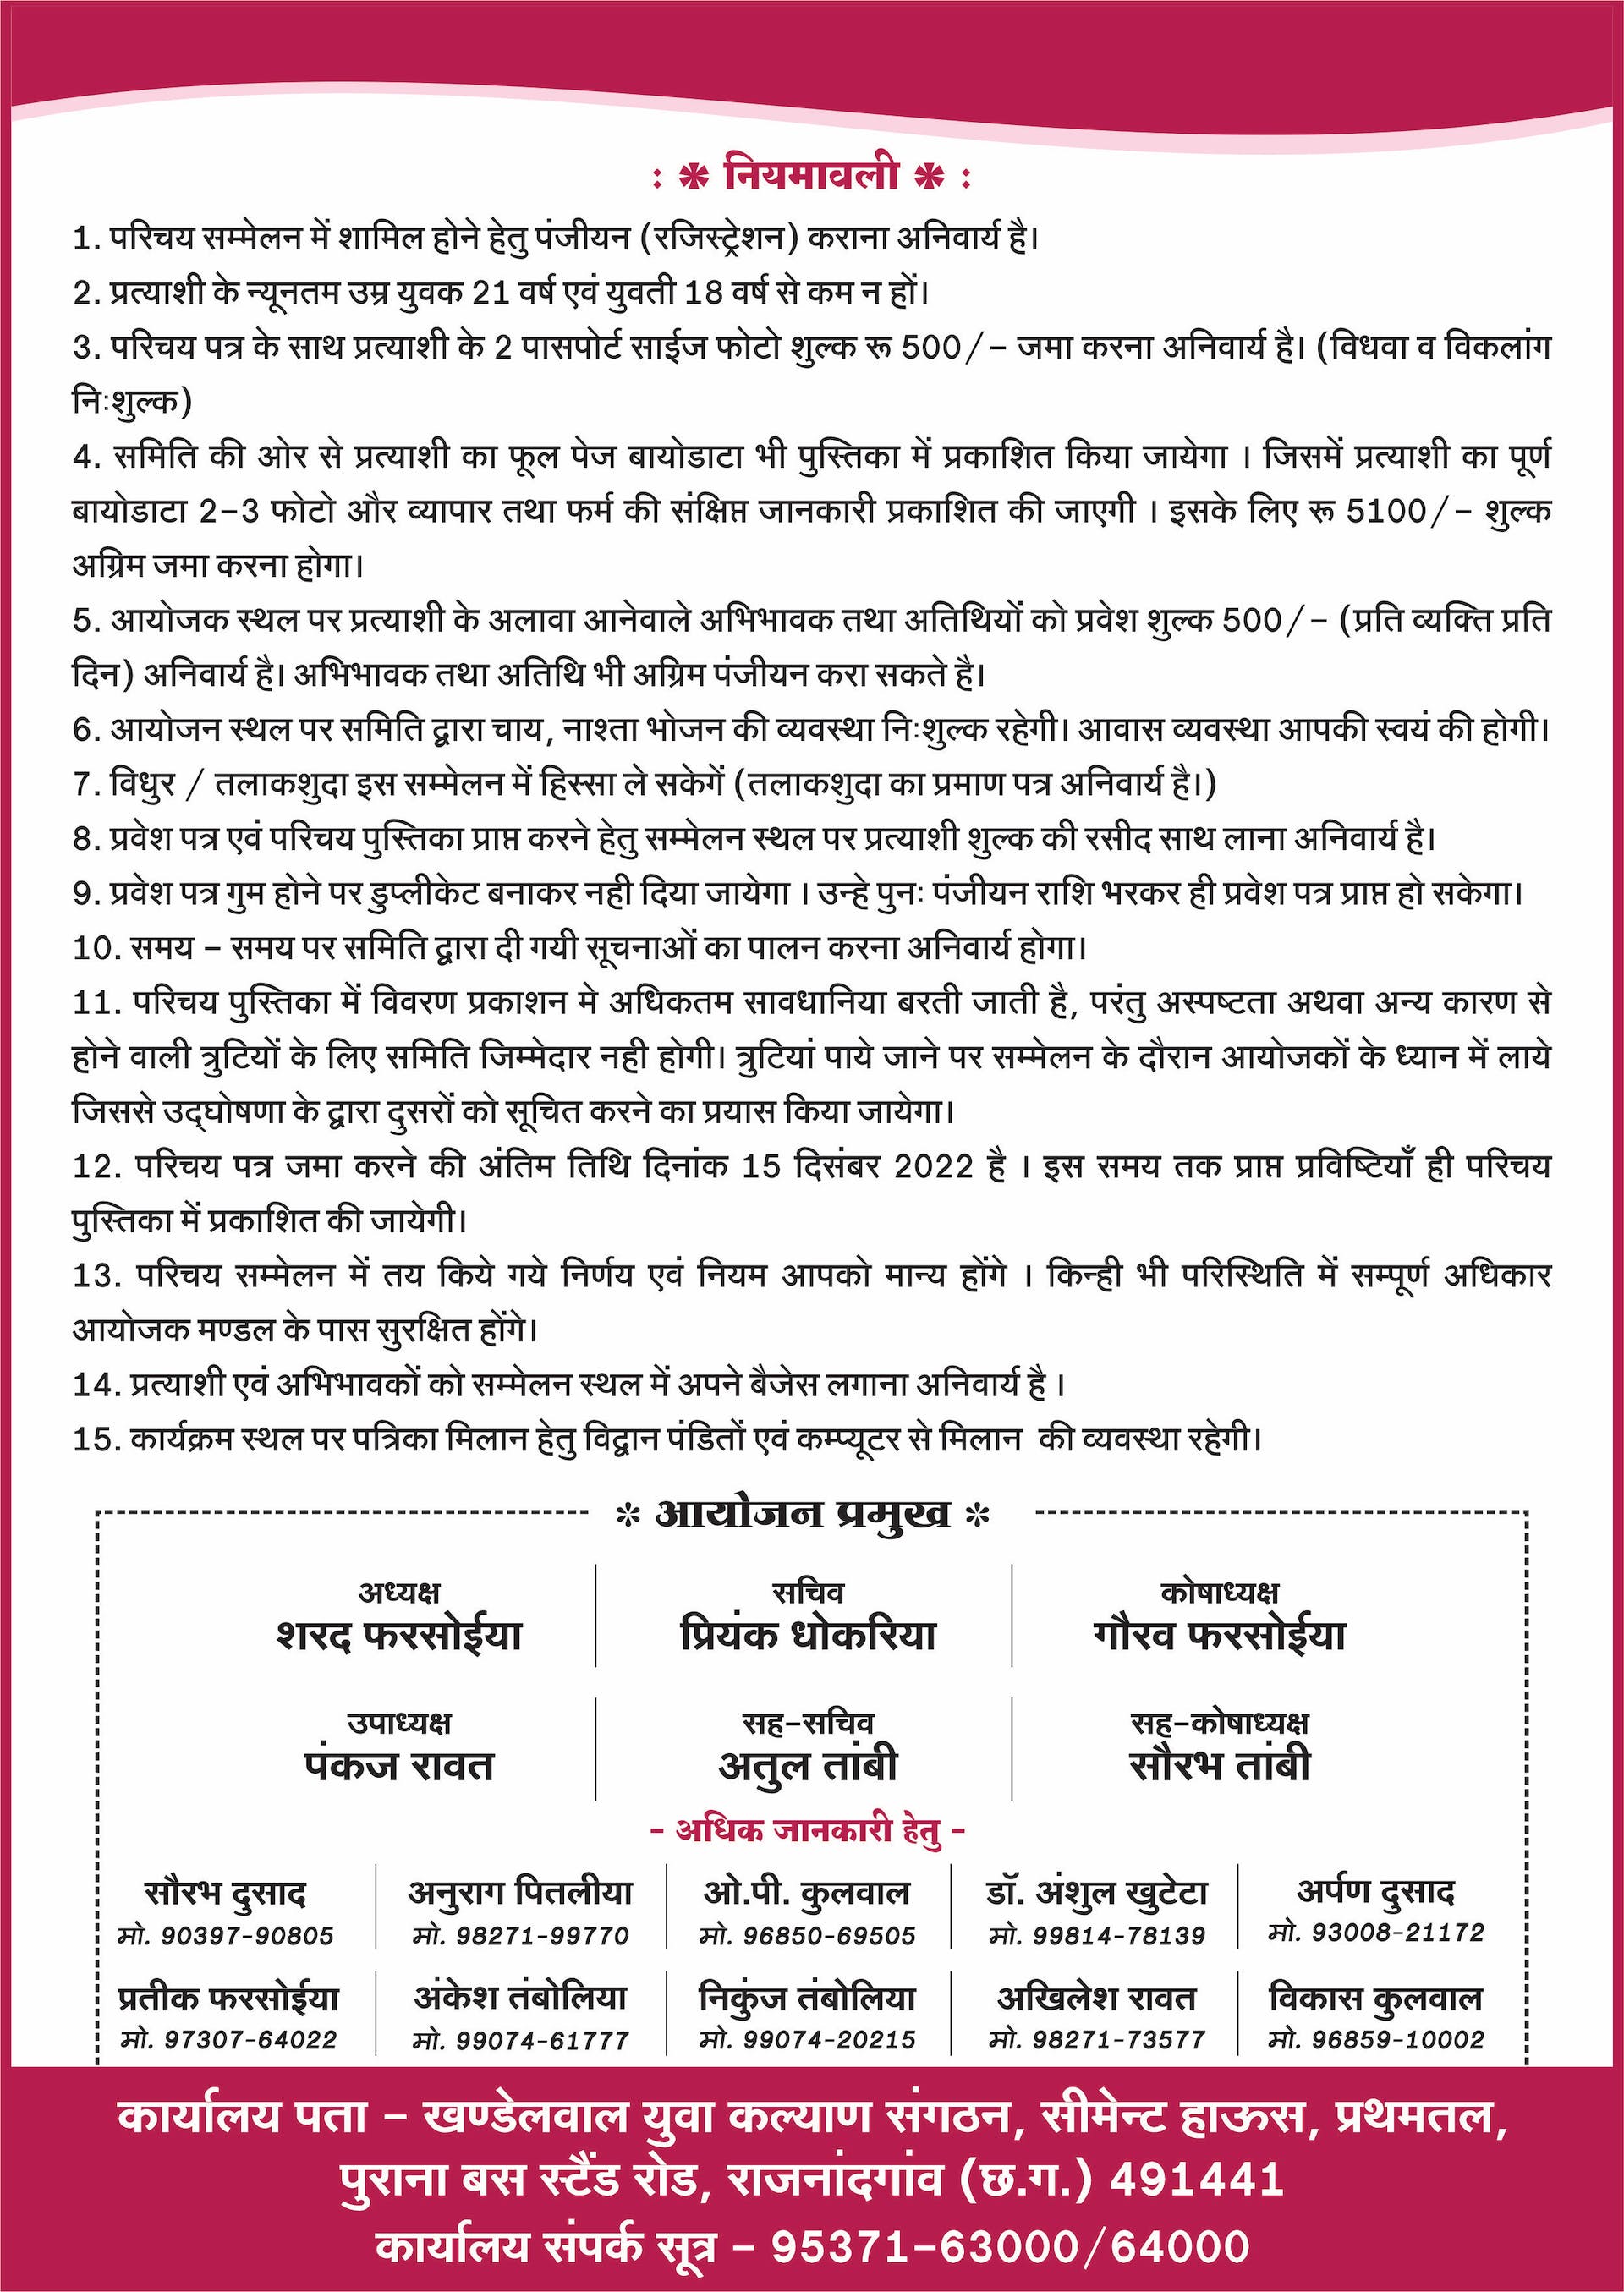 : * नियमावली * :
1. परिचय सम्मेलन में शामिल होने हेतु पंजीयन (रजिस्ट्रेशन) कराना अनिवार्य है।
2. प्रत्याशी के न्यूनतम उम्र युवक 21 वर्ष एवं युवती 18 वर्ष से कम न हों।
3. परिचय पत्र के साथ प्रत्याशी के 2 पासपोर्ट साईज फोटो शुल्क रू 500/- जमा करना अनिवार्य है। (विधवा व विकलांग
निःशुल्क)
4. समिति की ओर से प्रत्याशी का फूल पेज बायोडाटा भी पुस्तिका में प्रकाशित किया जायेगा । जिसमें प्रत्याशी का पूर्ण
बायोडाटा 2-3 फोटो और व्यापार तथा फर्म की संक्षिप्त जानकारी प्रकाशित की जाएगी । इसके लिए रू 5100/- शुल्क
अग्रिम जमा करना होगा।
5. आयोजक स्थल पर प्रत्याशी के अलावा आनेवाले अभिभावक तथा अतिथियों को प्रवेश शुल्क 500/- (प्रति व्यक्ति प्रति
दिन) अनिवार्य है। अभिभावक तथा अतिथि भी अग्रिम पंजीयन करा सकते है।
6. आयोजन स्थल पर समिति द्वारा चाय, नाश्ता भोजन की व्यवस्था निःशुल्क रहेगी। आवास व्यवस्था आपकी स्वयं की होगी।
7. विधुर / तलाकशुदा इस सम्मेलन में हिस्सा ले सकेगें (तलाकशुदा का प्रमाण पत्र अनिवार्य है।)
8. प्रवेश पत्र एवं परिचय पुस्तिका प्राप्त करने हेतु सम्मेलन स्थल पर प्रत्याशी शुल्क की रसीद साथ लाना अनिवार्य है।
9. प्रवेश पत्र गुम होने पर डुप्लीकेट बनाकर नही दिया जायेगा । उन्हे पुनः पंजीयन राशि भरकर ही प्रवेश पत्र प्राप्त हो सकेगा।
10. समय - समय पर समिति द्वारा दी गयी सूचनाओं का पालन करना अनिवार्य होगा।
11. परिचय पुस्तिका में विवरण प्रकाशन मे अधिकतम सावधानिया बरती जाती है, परंतु अस्पष्टता अथवा अन्य कारण से
होने वाली त्रुटियों के लिए समिति जिम्मेदार नही होगी। त्रुटियां पाये जाने पर सम्मेलन के दौरान आयोजकों के ध्यान में लाये
जिससे उद्घोषणा के द्वारा दुसरों को सूचित करने का प्रयास किया जायेगा।
12. परिचय पत्र जमा करने की अंतिम तिथि दिनांक 15 दिसंबर 2022 है । इस समय तक प्राप्त प्रविष्टियाँ ही परिचय
पुस्तिका में प्रकाशित की जायेगी।
13. परिचय सम्मेलन में तय किये गये निर्णय एवं नियम आपको मान्य होंगे । किन्ही भी परिस्थिति में सम्पूर्ण अधिकार
आयोजक मण्डल के पास सुरक्षित होंगे।
14. प्रत्याशी एवं अभिभावकों को सम्मेलन स्थल में अपने बैजेस लगाना अनिवार्य है ।
15. कार्यक्रम स्थल पर पत्रिका मिलान हेतु विद्वान पंडितों एवं कम्प्यूटर से मिलान की व्यवस्था रहेगी।
* आयोजन प्रमुख *
अध्यक्ष सचिव कोषाध्यक्ष
शरद फरसोईया प्रियंक धोकरिया गौरव फरसोईया
उपाध्यक्ष सह-सचिव सह-कोषाध्यक्ष
पंकज रावत अतुल तांबी सौरभ तांबी
- अधिक जानकारी हेतु -
सौरभ दुसाद अनुराग पितलीया ओ.पी. कुलवाल डॉ. अंशुल खुटेटा अर्पण दुसाद
मो. 90397-90805 मो. 98271-99770 मो. 96850-69505 मो. 99814-78139 मो. 93008-21172
प्रतीक फरसोईया अंकेश तंबोलिया निकुंज तंबोलिया अखिलेश रावत विकास कुलवाल
मो. 97307-64022 मो. 99074-61777 मो. 99074-20215 मो. 98271-73577 मो. 96859-10002
कार्यालय पता - खण्डेलवाल युवा कल्याण संगठन, सीमेन्ट हाऊस, प्रथमतल,
पुराना बस स्टैंड रोड, राजनांदगांव (छ.ग.) 491441
कार्यालय संपर्क सूत्र - 95371-63000/64000